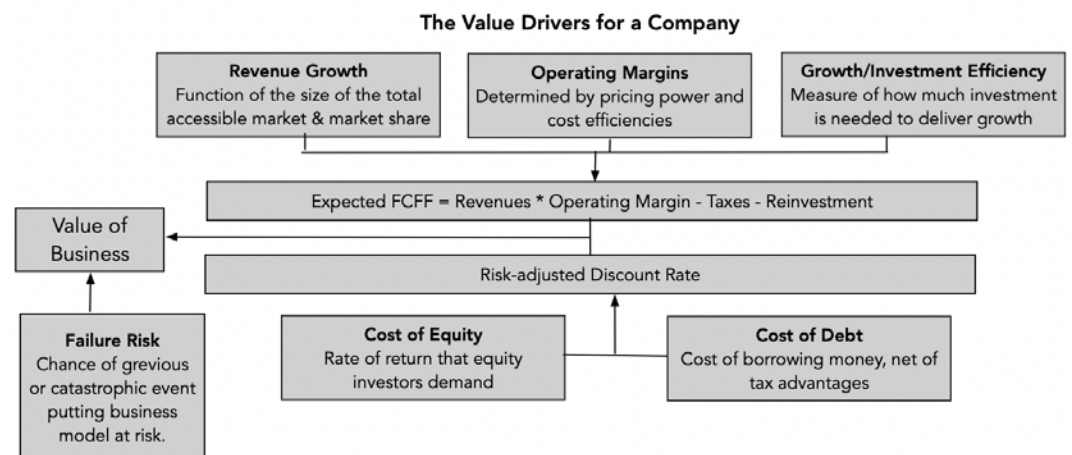 The Value Drivers for a Company
Revenue Growth
Function of the size of the total
accessible market & market share
Operating Margins
Determined by pricing power and
cost efficiencies
Growth/Investment Efficiency
Measure of how much investment
is needed to deliver growth
Expected FCFF = Revenues * Operating Margin - Taxes - Reinvestment
Value of
Business
Risk-adjusted Discount Rate
Failure Risk
Chance of grevious
or catastrophic event
putting business
model at risk.
Cost of Equity
Rate of return that equity
investors demand
Cost of Debt
Cost of borrowing money, net of
tax advantages